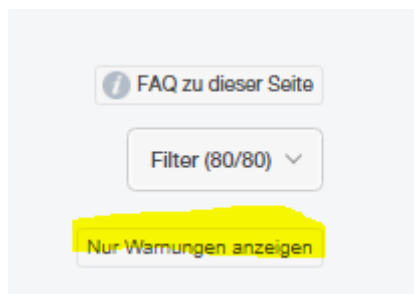 FAQ zu dieser Seite
Filter (80/80)
Nur Warnungen anzeigen